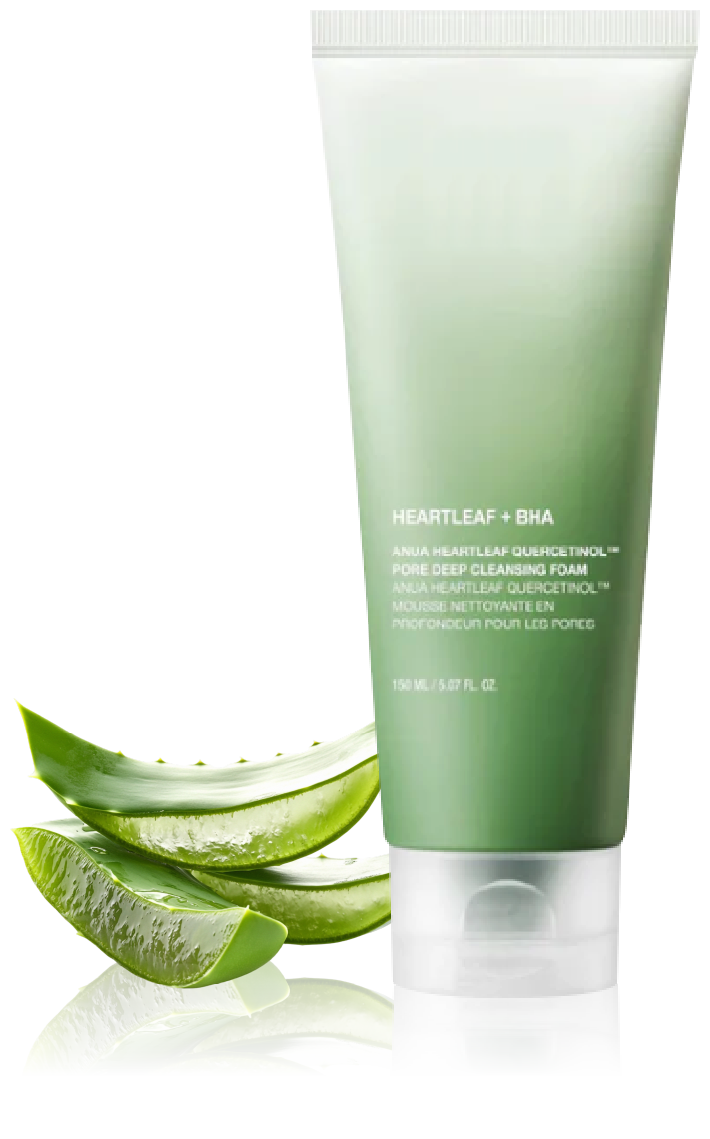 HEARTLEAF + BHA
ANUA HEARTLEAF QUERCETINOL™
PORE DEEP CLEANSING FOAM
ANUA HEARTLEAF QUERCETINOL™
MOUSSE NETTOYANTE EN
PROFONDEUR POUR LES PORES
150 ML / 5.07 FL. OZ.